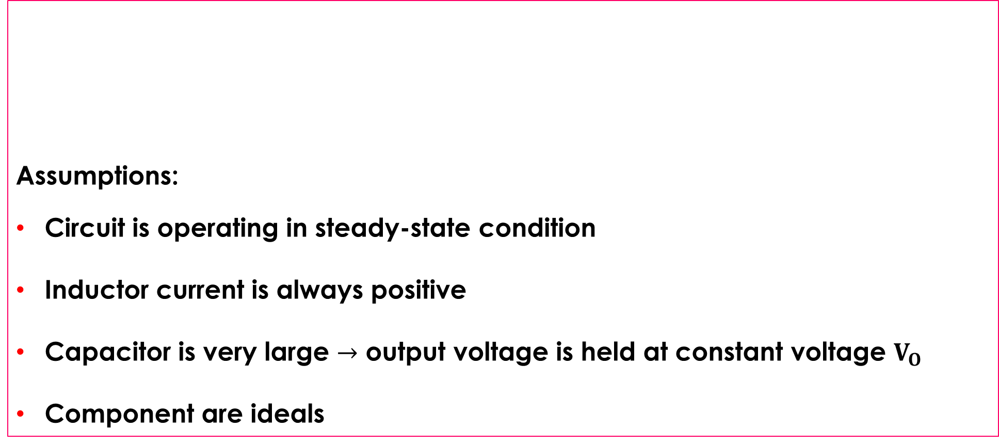 Assumptions:
• Circuit is operating in steady-state condition
• Inductor current is always positive
• Capacitor is very large → output voltage is held at constant voltage V_O
• Component are ideals